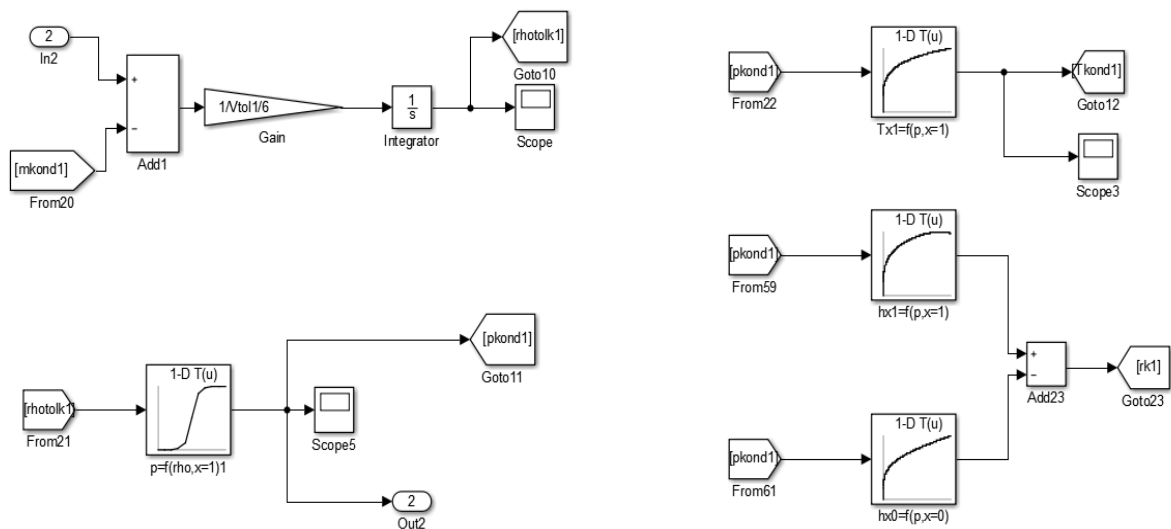 2
In2
+
−
Add1
[mkond1]
From20
1/Vtol1/6
Gain
1
s
Integrator
[rhotolk1]
Goto10
Scope
[rhotolk1]
From21
1-D T(u)
p=f(rho,x=1)1
[pkond1]
Goto11
Scope5
2
Out2
[pkond1]
From22
1-D T(u)
Tx1=f(p,x=1)
[Tkond1]
Goto12
Scope3
[pkond1]
From59
1-D T(u)
hx1=f(p,x=1)
+
−
Add23
[rk1]
Goto23
[pkond1]
From61
1-D T(u)
hx0=f(p,x=0)